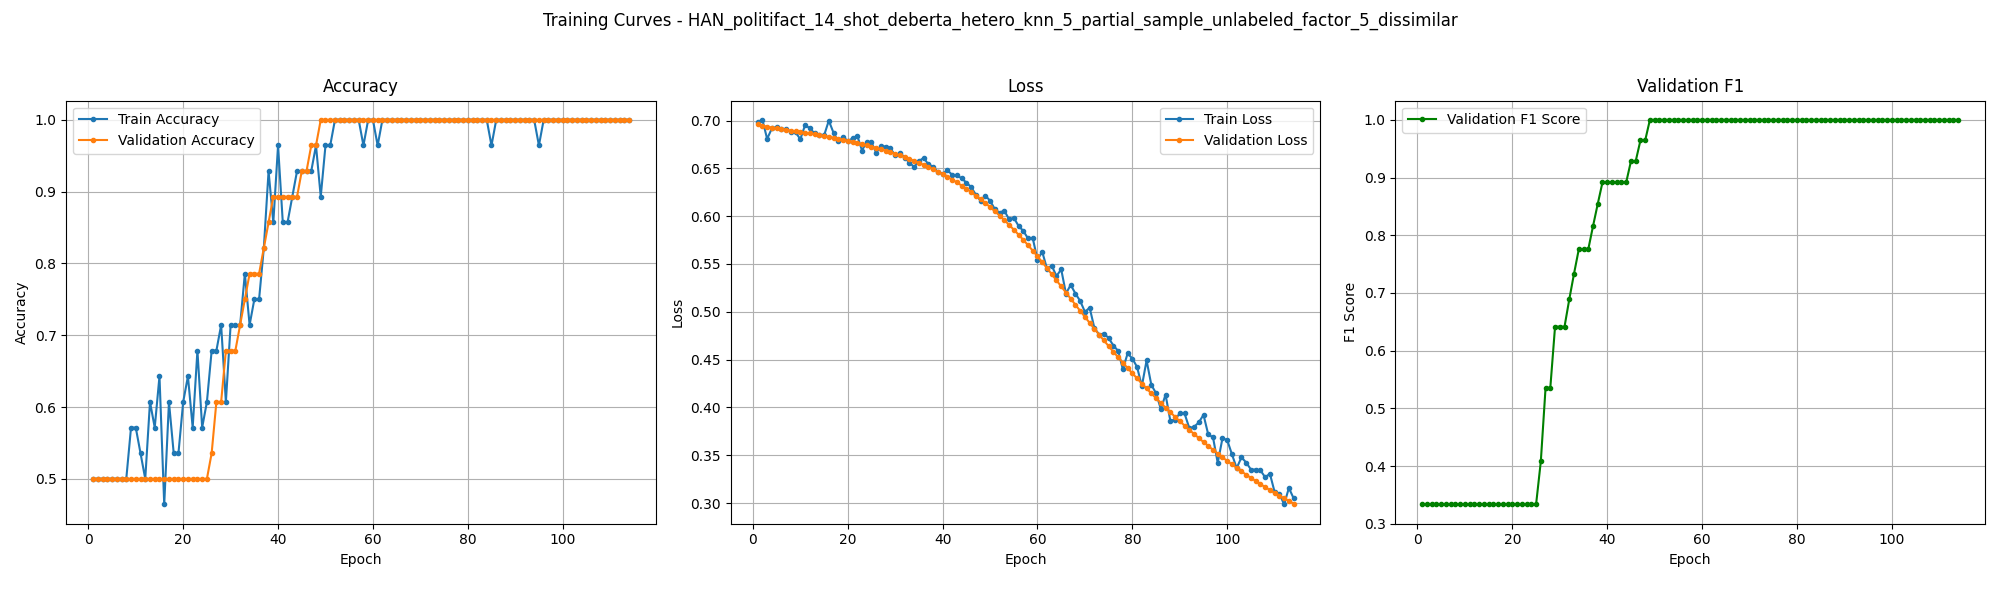 Training Curves - HAN_politifact_14_shot_deberta_hetero_knn_5_partial_sample_unlabeled_factor_5_dissimilar
Accuracy
Train Accuracy
Validation Accuracy
1.0
0.9
0.8
0.7
0.6
0.5
Accuracy
0 20 40 60 80 100
Epoch
Loss
Train Loss
Validation Loss
0.70
0.65
0.60
0.55
0.50
0.45
0.40
0.35
0.30
Loss
0 20 40 60 80 100
Epoch
Validation F1
Validation F1 Score
1.0
0.9
0.8
0.7
0.6
0.5
0.4
0.3
F1 Score
0 20 40 60 80 100
Epoch